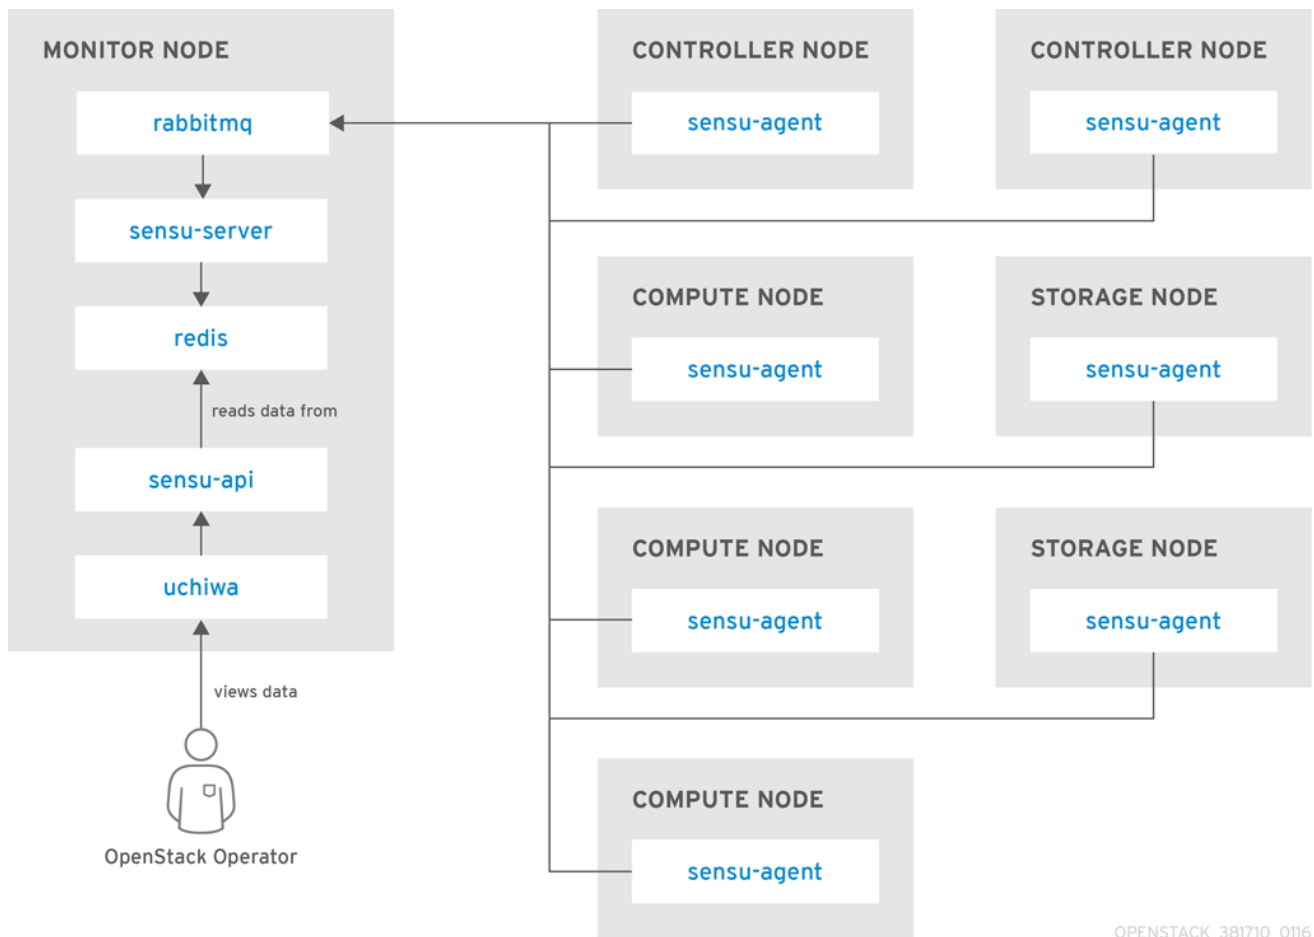 MONITOR NODE
rabbitmq
sensu-server
redis
reads data from
sensu-api
uchiwa
views data
OpenStack Operator
CONTROLLER NODE
sensu-agent
CONTROLLER NODE
sensu-agent
COMPUTE NODE
sensu-agent
STORAGE NODE
sensu-agent
COMPUTE NODE
sensu-agent
STORAGE NODE
sensu-agent
COMPUTE NODE
sensu-agent
OPENSTACK_381710_0116